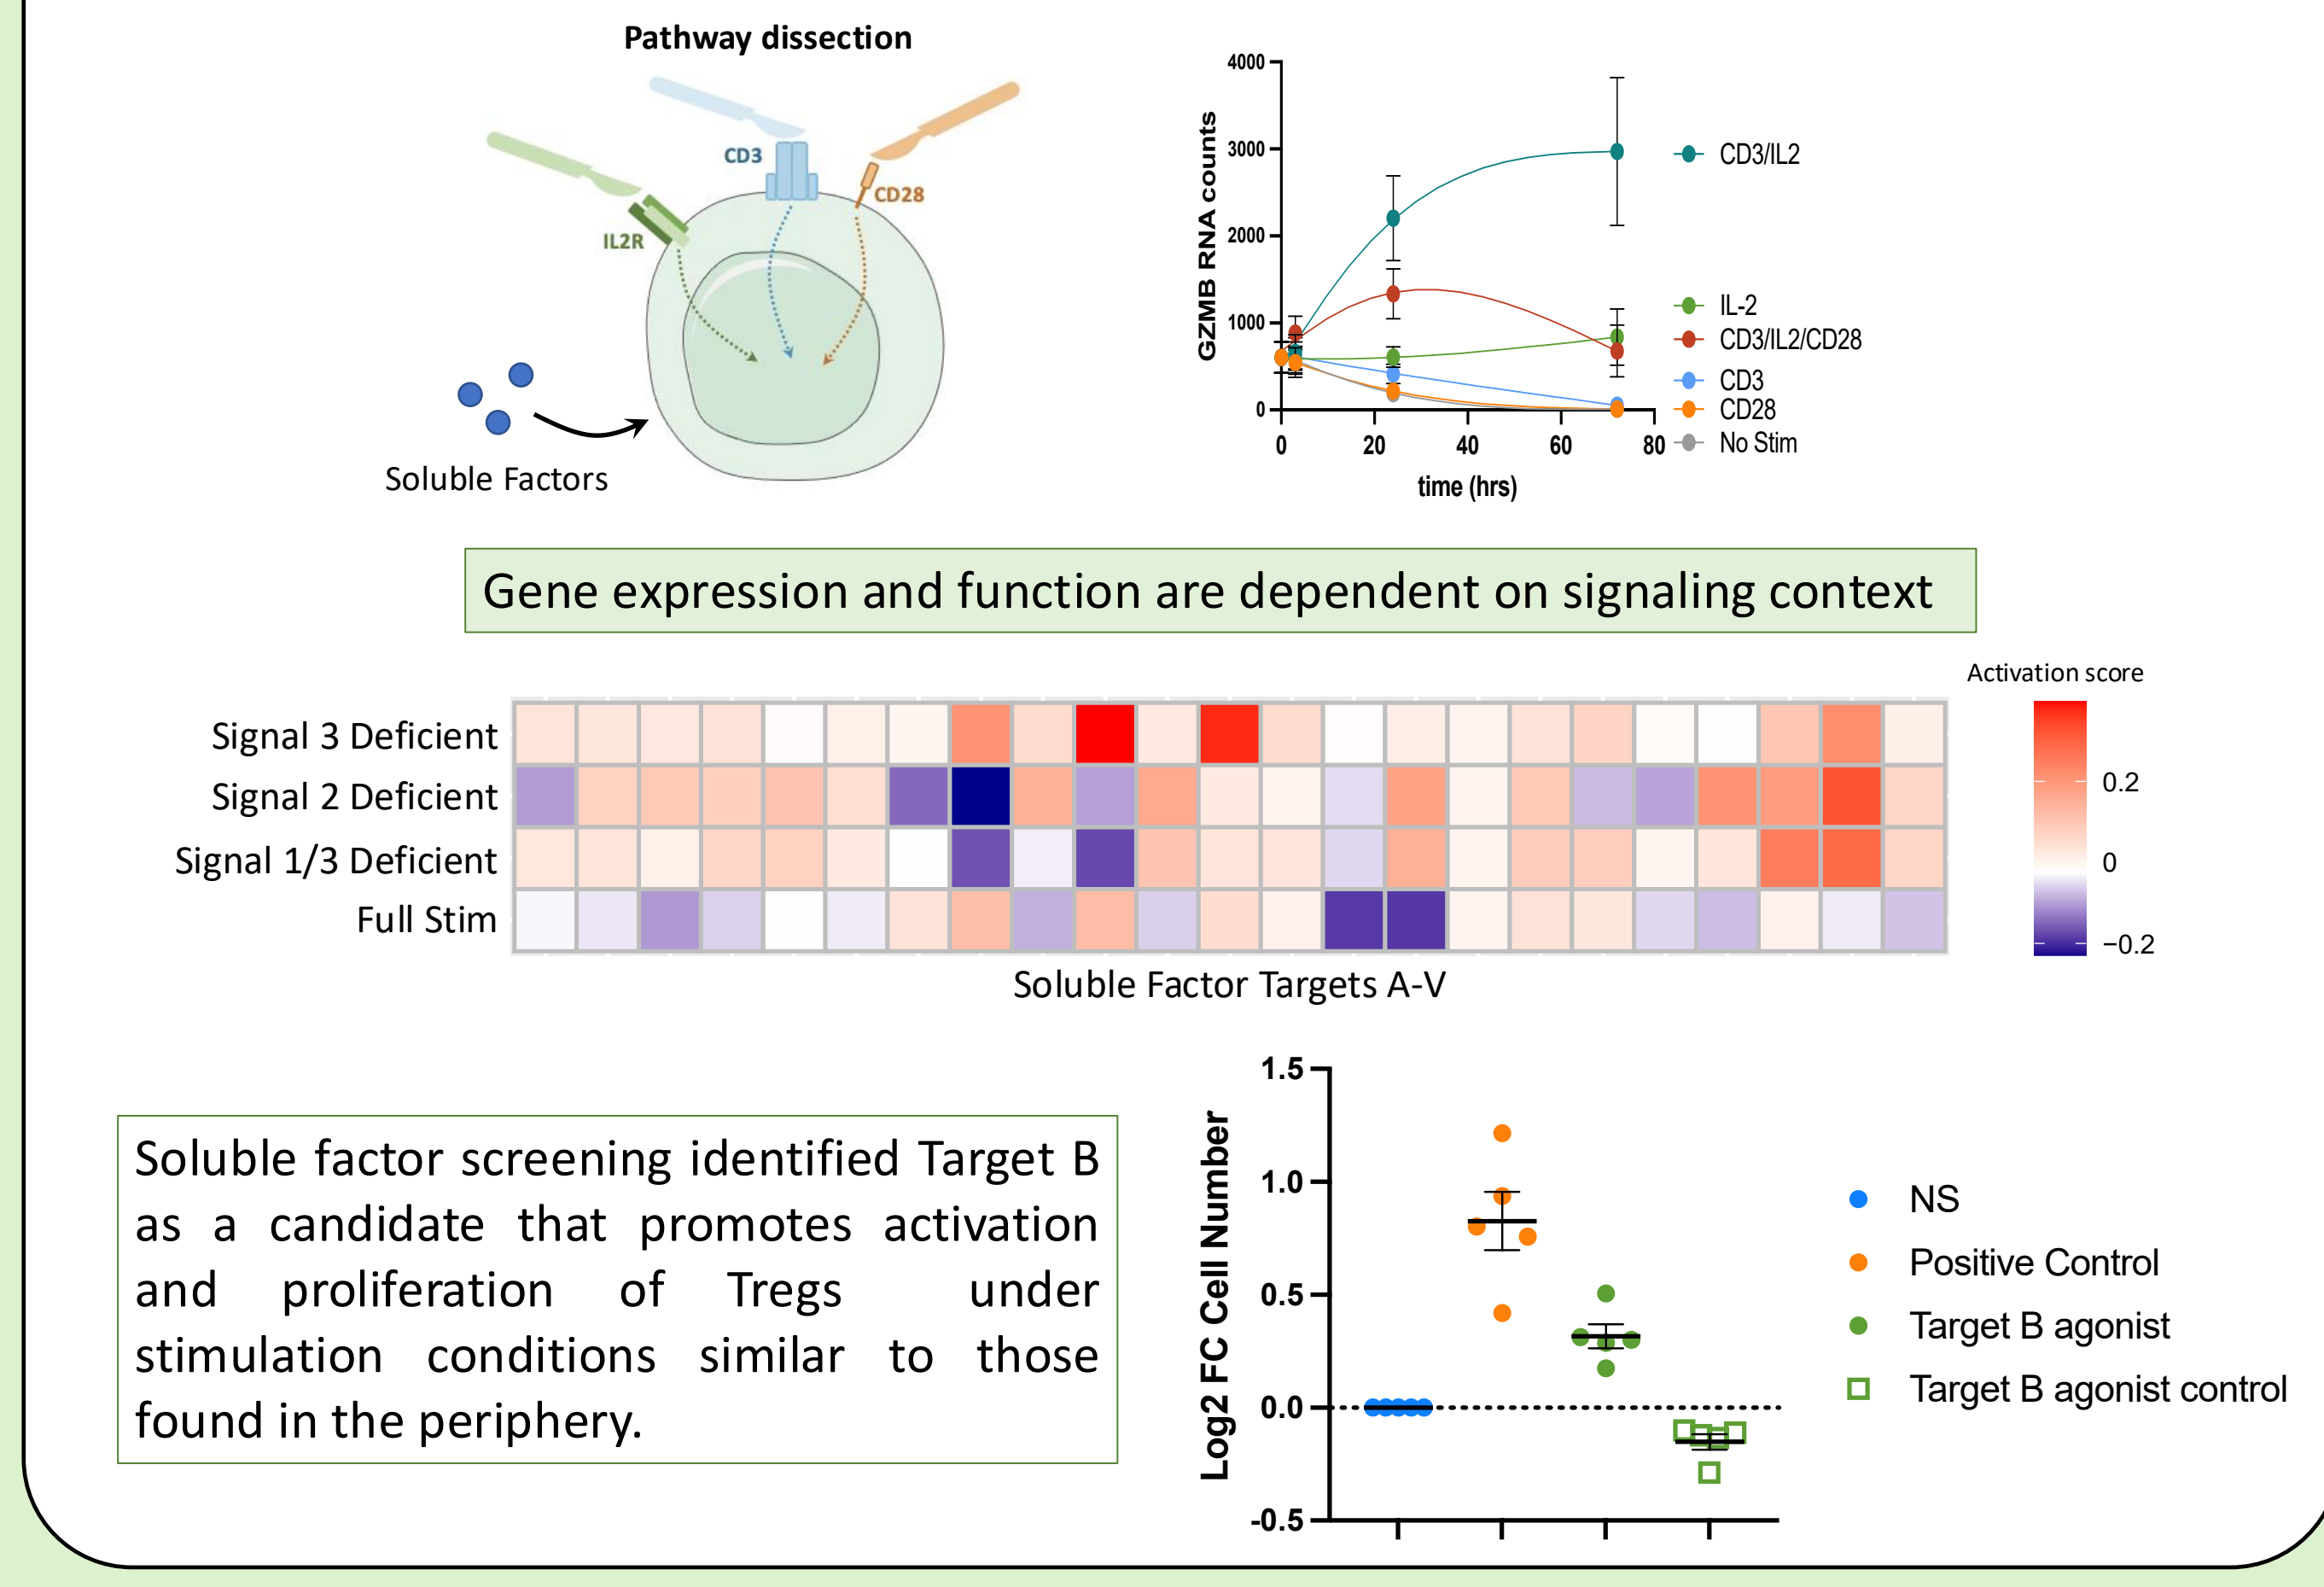 Pathway dissection
CD3
CD28
IL2R
Soluble Factors
GZMB RNA counts
4000
3000
2000
1000
0
0 20 40 60 80
time (hrs)
CD3/IL2
IL-2
CD3/IL2/CD28
CD3
CD28
No Stim
Gene expression and function are dependent on signaling context
Activation score
0.2
0
−0.2
Signal 3 Deficient
Signal 2 Deficient
Signal 1/3 Deficient
Full Stim
Soluble Factor Targets A-V
Soluble factor screening identified Target B
as a candidate that promotes activation
and proliferation of Tregs under
stimulation conditions similar to those
found in the periphery.
Log2 FC Cell Number
1.5
1.0
0.5
0.0
-0.5
NS
Positive Control
Target B agonist
Target B agonist control